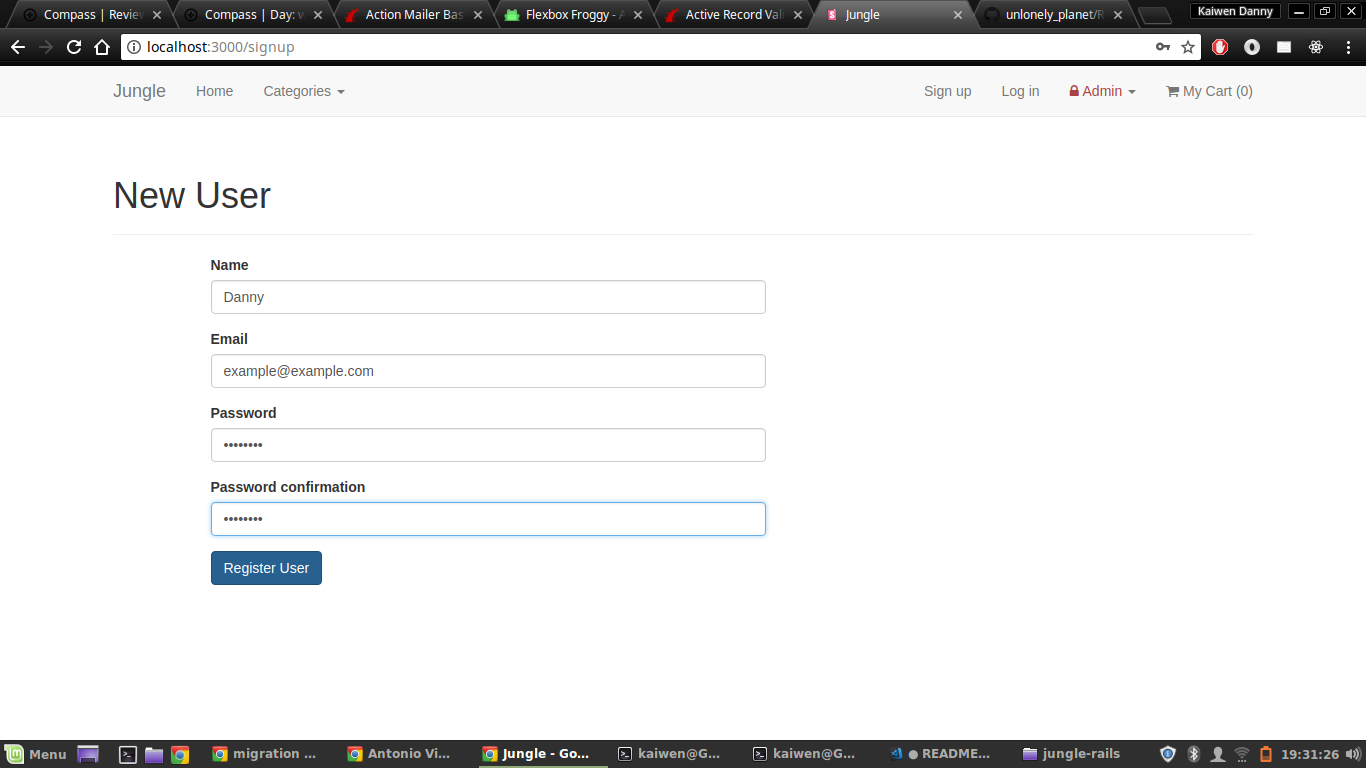 Compass | Review
Compass | Day: w
Action Mailer Bas
Flexbox Froggy - A
Active Record Vali
Jungle
unlonely_planet/R
Kaiwen Danny
localhost:3000/signup
Jungle
Home
Categories
Sign up
Log in
Admin
My Cart (0)
New User
Name
Danny
Email
example@example.com
Password
••••••••
Password confirmation
••••••••
Register User
Menu
migration ...
Antonio Vi...
Jungle - Go...
kaiwen@G...
kaiwen@G...
● README...
jungle-rails
19:31:26